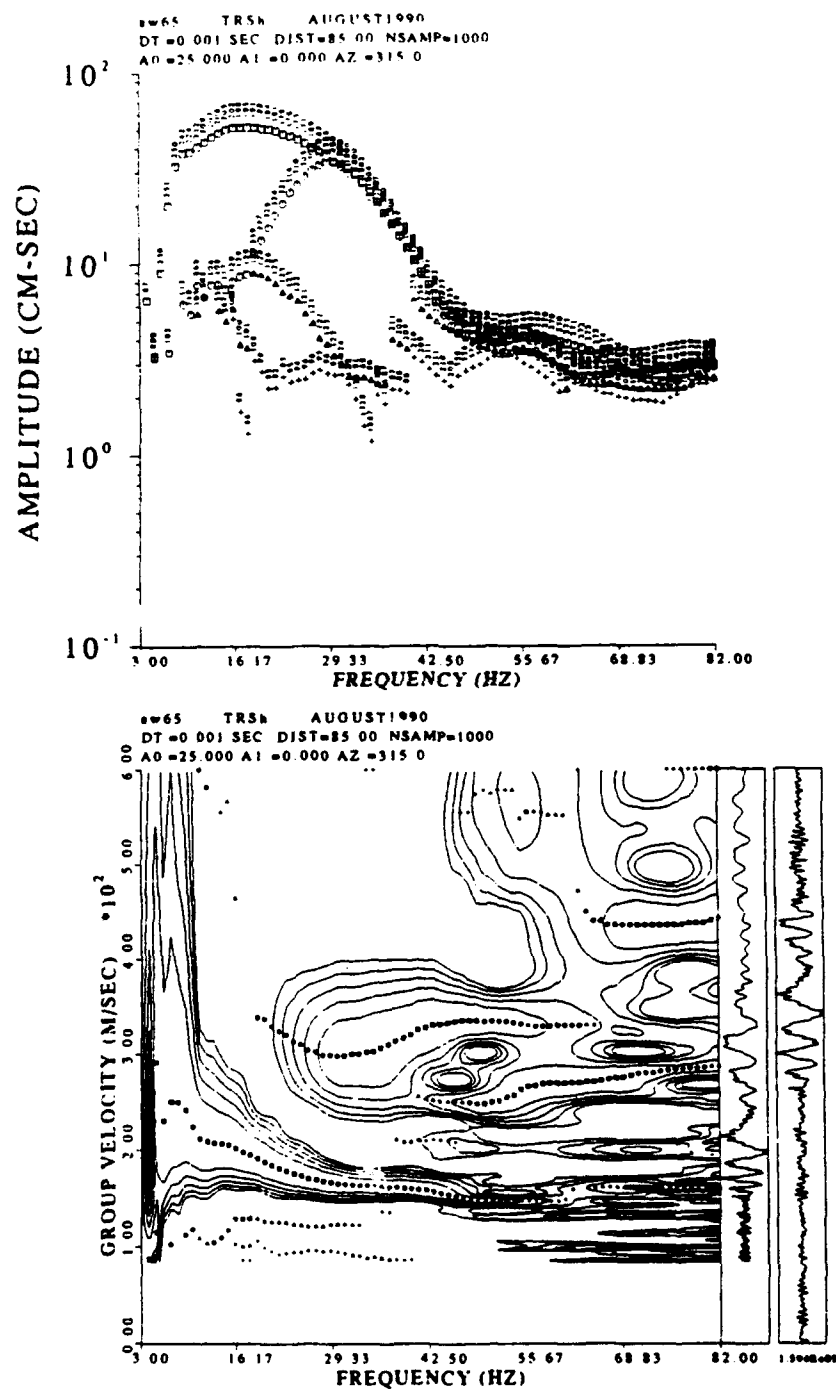 sw65 TRSh AUGUST1990
DT =0 001 SEC DIST=85 00 NSAMP=1000
A0 =25.000 A1 =0.000 AZ =315 0
AMPLITUDE (CM-SEC)
10²
10¹
10⁰
10⁻¹
3 00 16 17 29 33 42 50 55 67 68.83 82.00
FREQUENCY (HZ)
sw65 TRSh AUGUST1990
DT =0 001 SEC DIST=85 00 NSAMP=1000
A0 =25.000 A1 =0.000 AZ =315 0
GROUP VELOCITY (M/SEC) *10²
6 00
5 00
4 00
3 00
2 00
1 00
0 00
3 00 16 17 29 33 42 50 55 67 68 83 82.00
FREQUENCY (HZ)